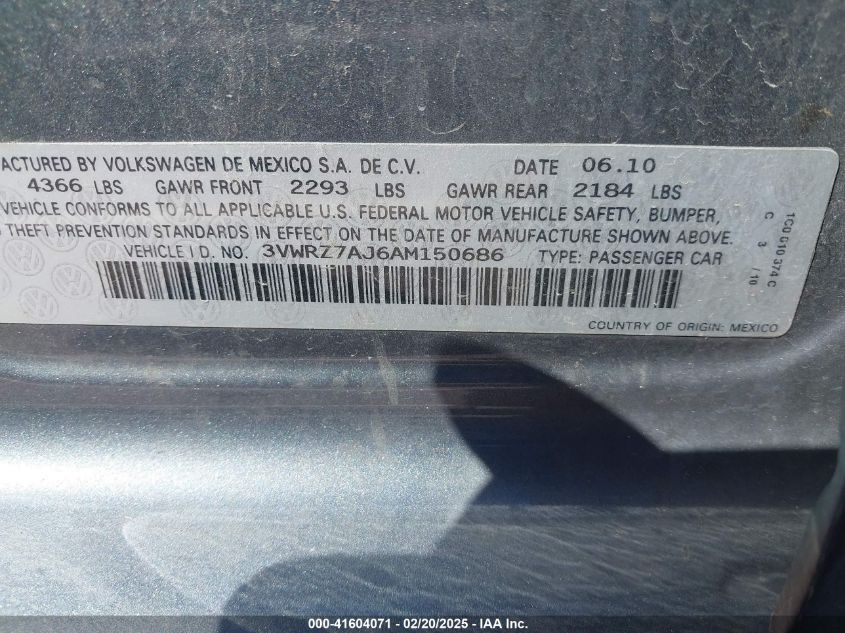 ACTURED BY VOLKSWAGEN DE MEXICO S.A. DE C.V. DATE 06.10
4366 LBS GAWR FRONT 2293 LBS GAWR REAR 2184 LBS
VEHICLE CONFORMS TO ALL APPLICABLE U.S. FEDERAL MOTOR VEHICLE SAFETY, BUMPER,
THEFT PREVENTION STANDARDS IN EFFECT ON THE DATE OF MANUFACTURE SHOWN ABOVE.
VEHICLE I D. NO. 3VWRZ7AJ6AM150686 TYPE: PASSENGER CAR
COUNTRY OF ORIGIN: MEXICO
1C0 010 374 C
C 3 /10
000-41604071 - 02/20/2025 - IAA Inc.